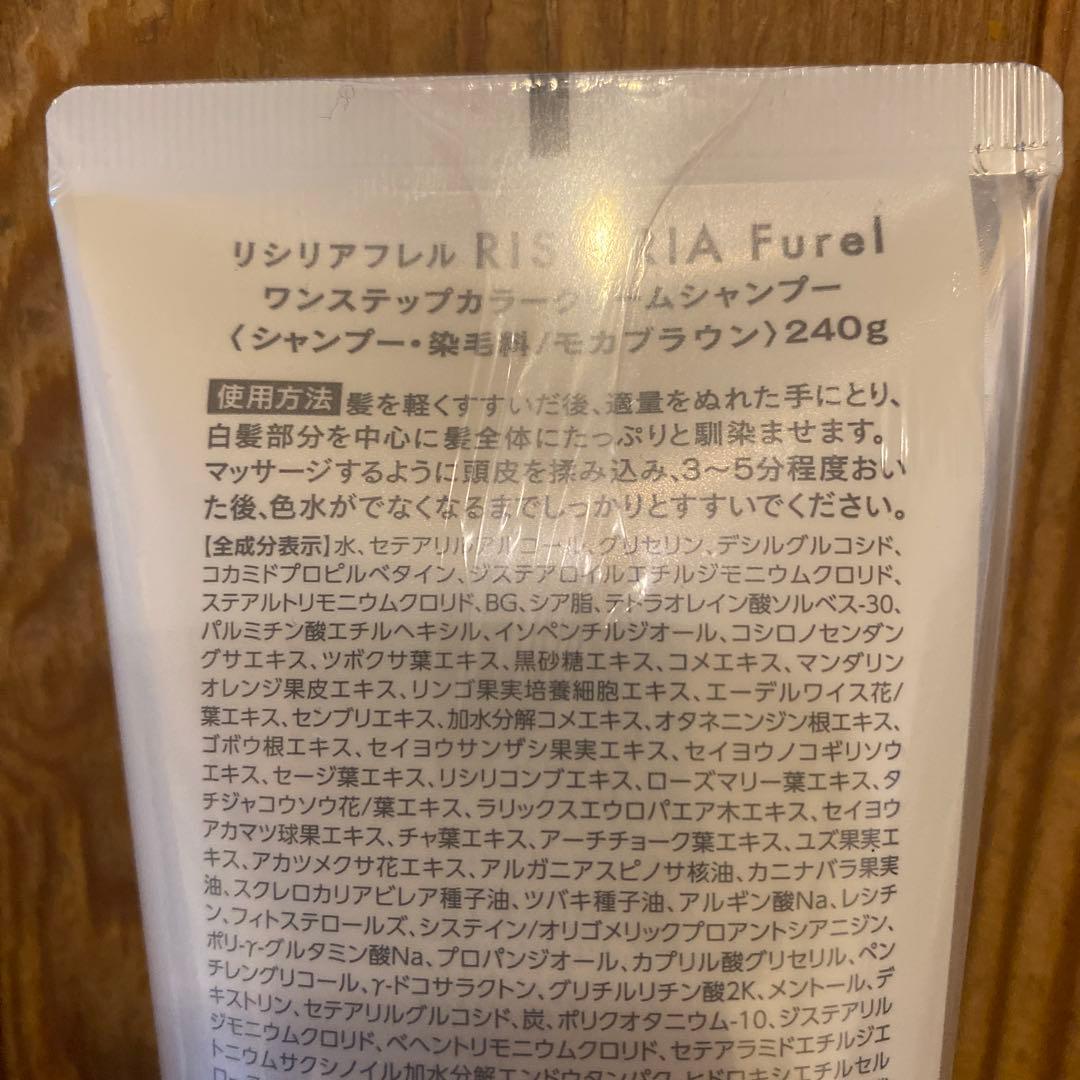 リシリアフレル RIS RIA Furel
ワンステップカラーク ームシャンプー
〈シャンプー・染毛料/モカブラウン〉240g
使用方法 髪を軽くすすいだ後、適量をぬれた手にとり、
白髪部分を中心に髪全体にたっぷりと馴染ませます。
マッサージするように頭皮を揉み込み、3〜5分程度おい
た後、色水がでなくなるまでしっかりとすすいでください。
【全成分表示】水、セテアリルアルコール、グリセリン、デシルグルコシド、
コカミドプロピルベタイン、ジステアロイルエチルジモニウムクロリド、
ステアルトリモニウムクロリド、BG、シア脂、テトラオレイン酸ソルベス-30、
パルミチン酸エチルヘキシル、イソペンチルジオール、コシロノセンダン
グサエキス、ツボクサ葉エキス、黒砂糖エキス、コメエキス、マンダリン
オレンジ果皮エキス、リンゴ果実培養細胞エキス、エーデルワイス花/
葉エキス、センブリエキス、加水分解コメエキス、オタネニンジン根エキス、
ゴボウ根エキス、セイヨウサンザシ果実エキス、セイヨウノコギリソウ
エキス、セージ葉エキス、リシリコンブエキス、ローズマリー葉エキス、タ
チジャコウソウ花/葉エキス、ラリックスエウロパエア木エキス、セイヨウ
アカマツ球果エキス、チャ葉エキス、アーチチョーク葉エキス、ユズ果実エ
キス、アカツメクサ花エキス、アルガニアスピノサ核油、カニナバラ果実
油、スクレロカリアビレア種子油、ツバキ種子油、アルギン酸Na、レシチ
ン、フィトステロールズ、システイン/オリゴメリックプロアントシアニジン、
ポリ-γ-グルタミン酸Na、プロパンジオール、カプリル酸グリセリル、ペン
チレングリコール、γ-ドコサラクトン、グリチルリチン酸2K、メントール、デ
キストリン、セテアリルグルコシド、炭、ポリクオタニウム-10、ジステアリル
ジモニウムクロリド、ベヘントリモニウムクロリド、セテアラミドエチルジエ
トニウムサクシノイル加水分解エンドウタンパク、ヒドロキシエチルセル